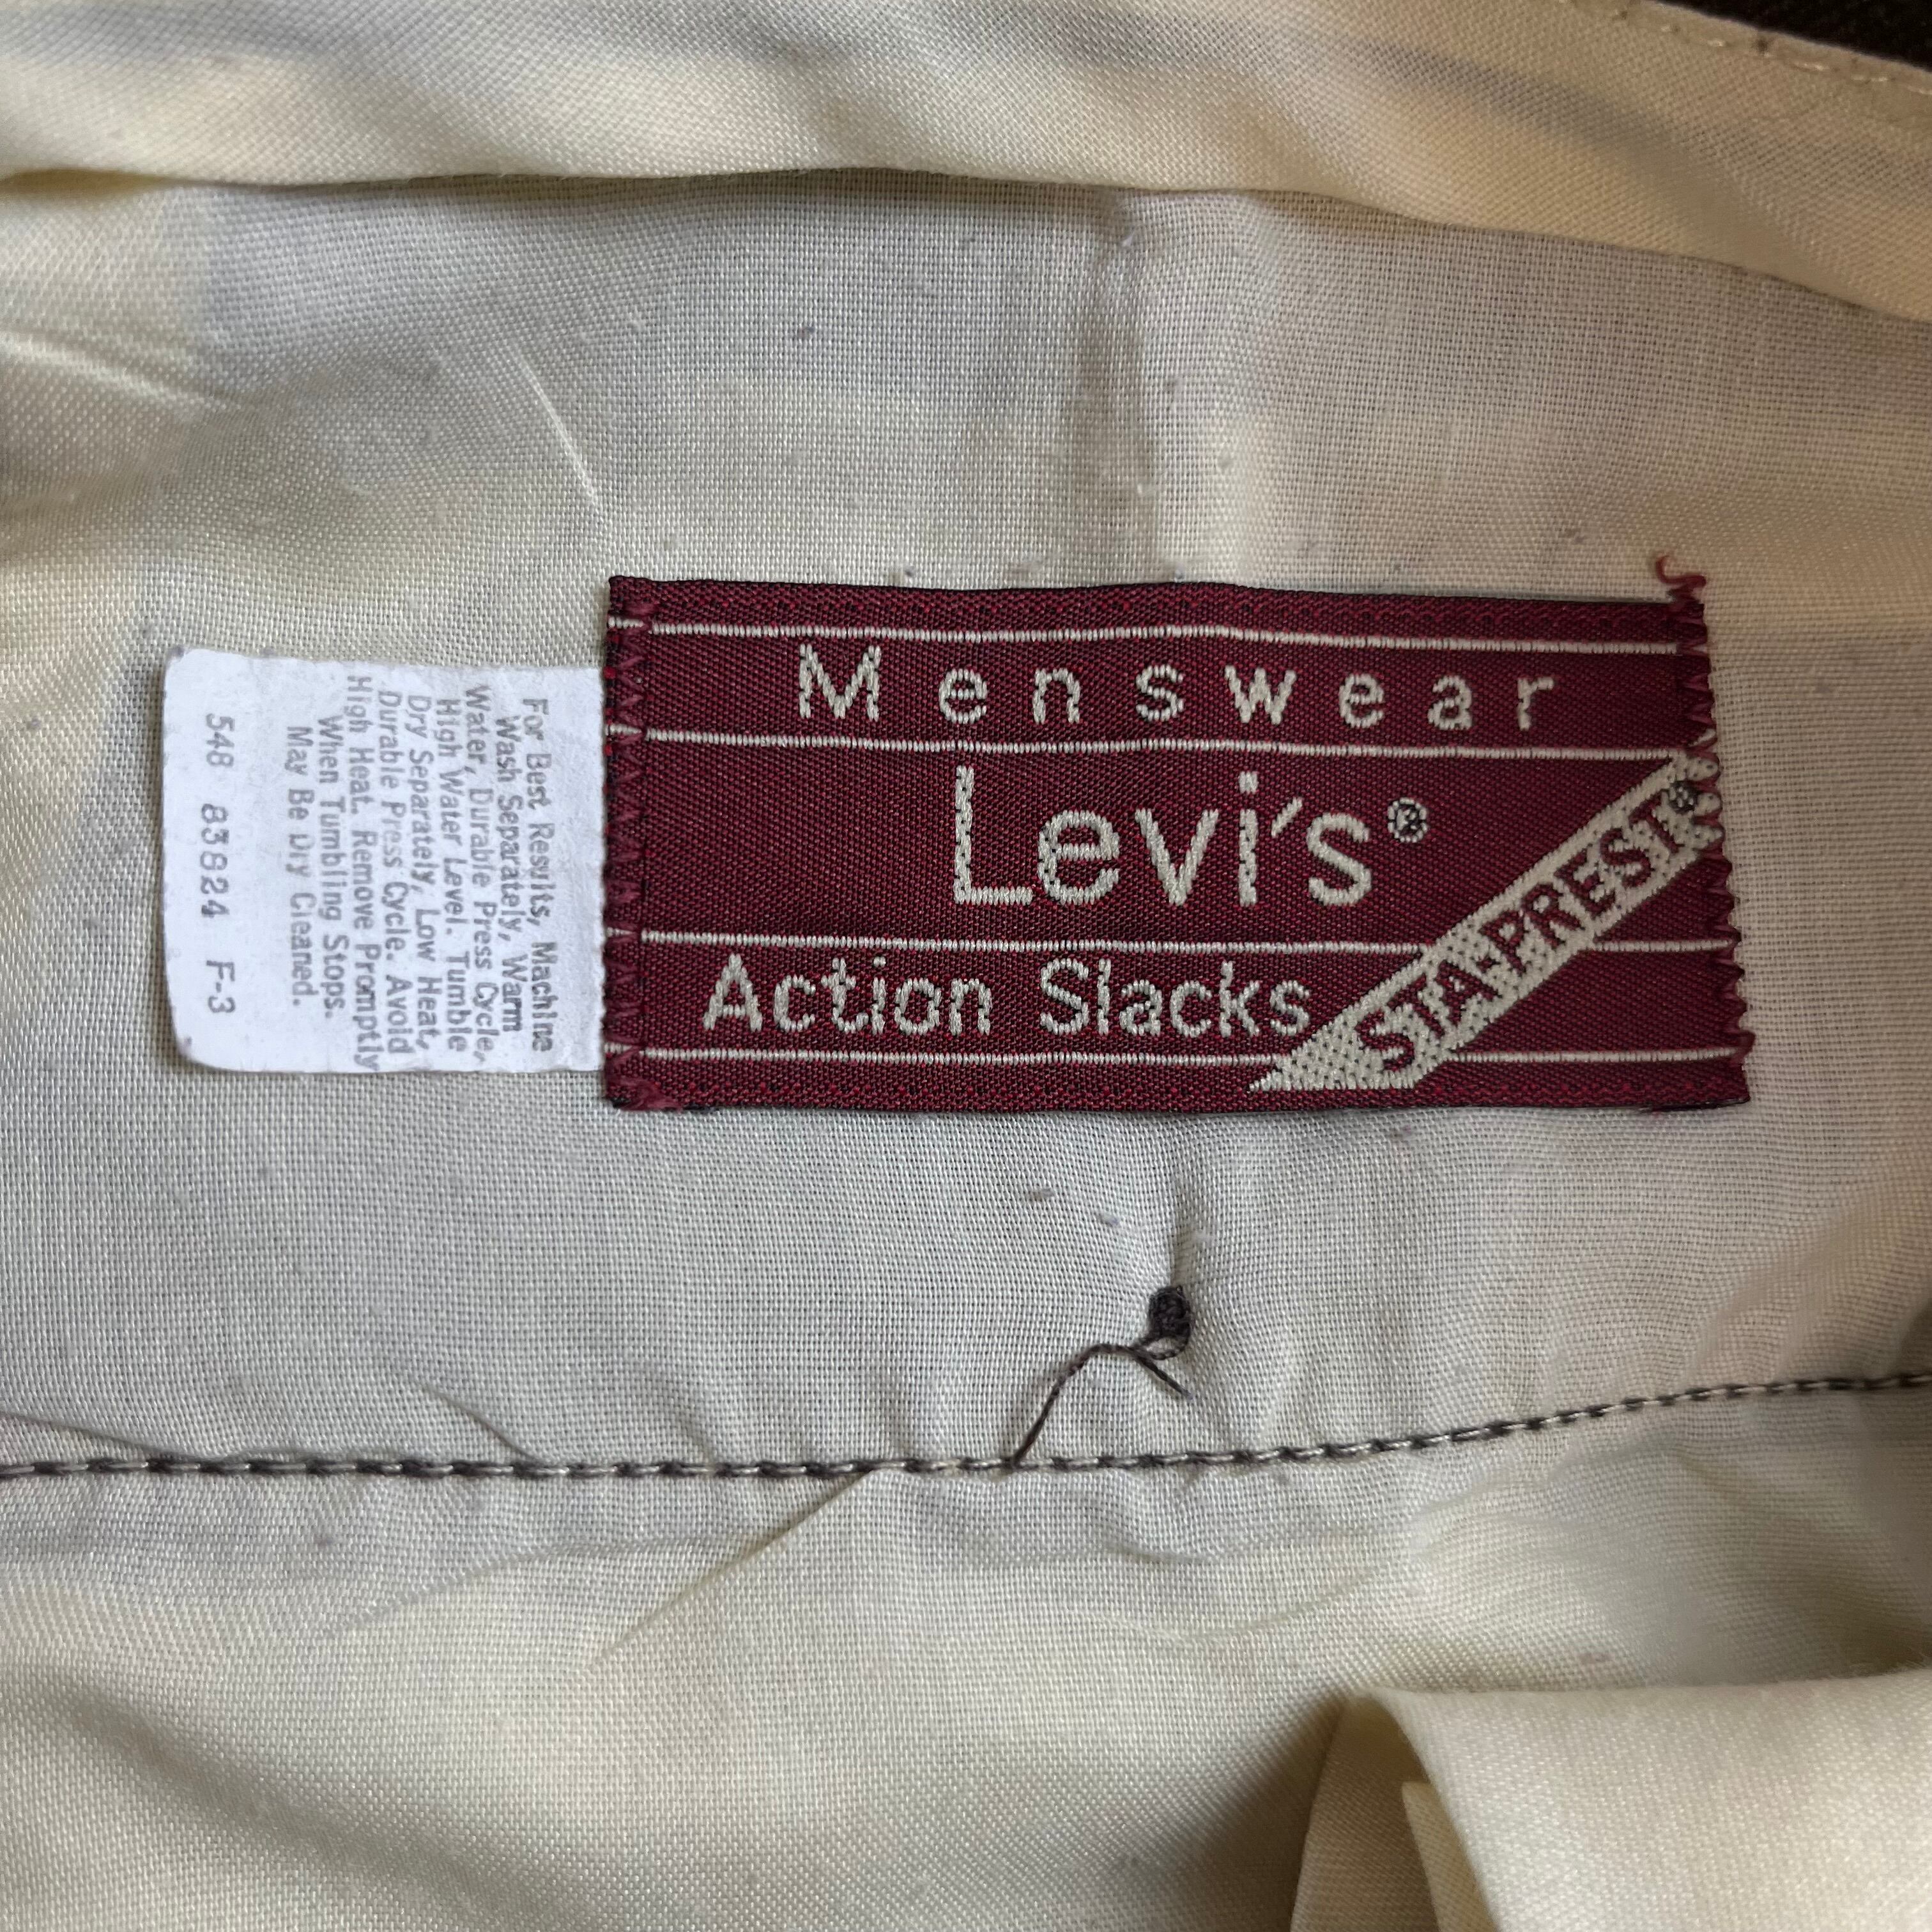 Menswear
Levi's®
Action Slacks
STA-PREST®
For Best Results, Machine
Wash Separately, Warm
Water, Durable Press Cycle,
High Water Level. Tumble
Dry Separately, Low Heat,
Durable Press Cycle. Avoid
High Heat. Remove Promptly
When Tumbling Stops.
May Be Dry Cleaned.
548 83824 F-3